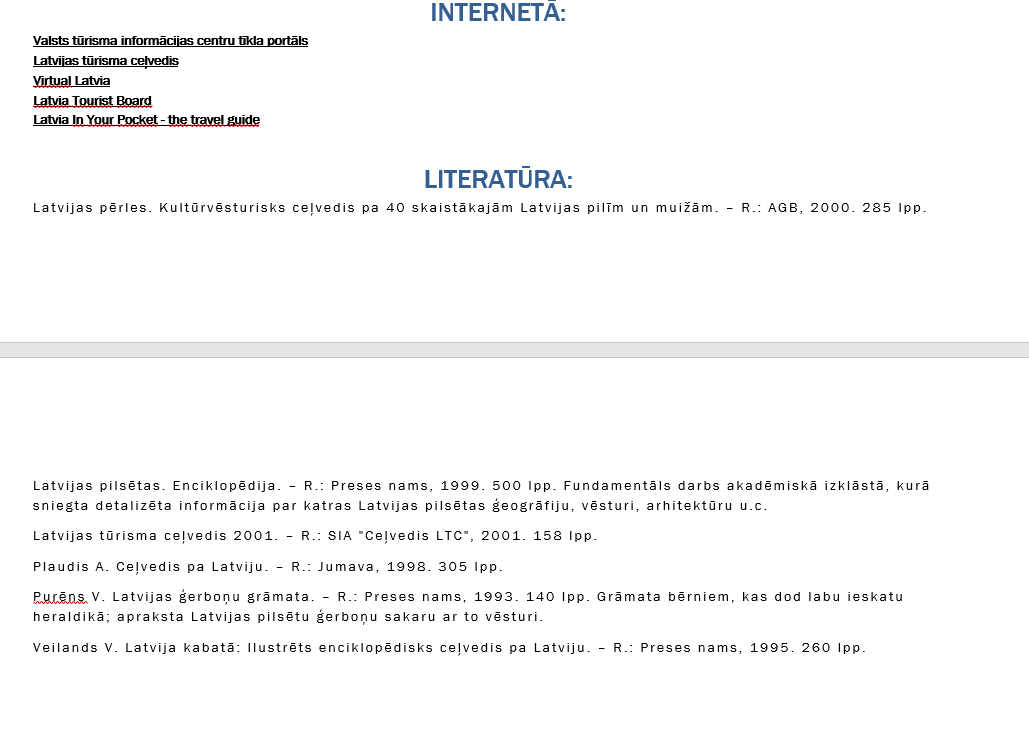 INTERNETĀ:
Valsts tūrisma informācijas centru tīkla portāls
Latvijas tūrisma ceļvedis
Virtual Latvia
Latvia Tourist Board
Latvia In Your Pocket - the travel guide
LITERATŪRA:
Latvijas pērles. Kultūrvēsturisks ceļvedis pa 40 skaistākajām Latvijas pilīm un muižām. – R.: AGB, 2000. 285 lpp.
Latvijas pilsētas. Enciklopēdija. – R.: Preses nams, 1999. 500 lpp. Fundamentāls darbs akadēmiskā izklāstā, kurā
sniegta detalizēta informācija par katras Latvijas pilsētas ģeogrāfiju, vēsturi, arhitektūru u.c.
Latvijas tūrisma ceļvedis 2001. – R.: SIA "Ceļvedis LTC", 2001. 158 lpp.
Plaudis A. Ceļvedis pa Latviju. – R.: Jumava, 1998. 305 lpp.
Purēns V. Latvijas ģerboņu grāmata. – R.: Preses nams, 1993. 140 lpp. Grāmata bērniem, kas dod labu ieskatu
heraldikā; apraksta Latvijas pilsētu ģerboņu sakaru ar to vēsturi.
Veilands V. Latvija kabatā: Ilustrēts enciklopēdisks ceļvedis pa Latviju. – R.: Preses nams, 1995. 260 lpp.